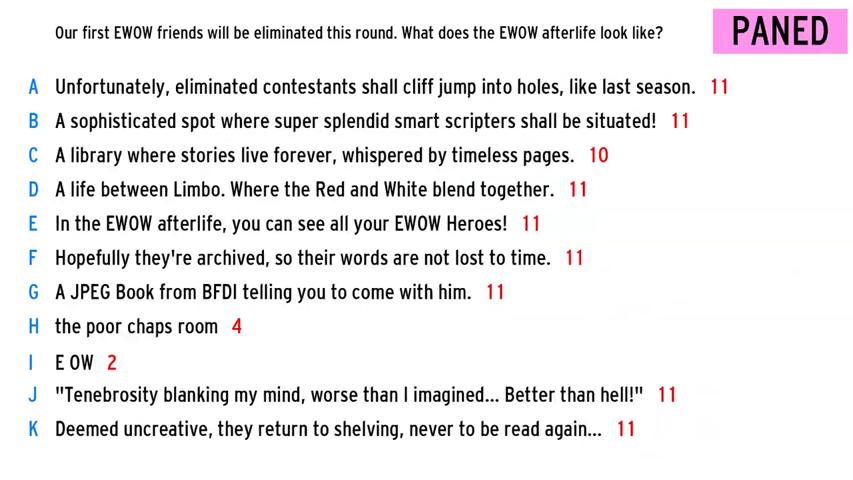 Our first EWOW friends will be eliminated this round. What does the EWOW afterlife look like?
PANED
A Unfortunately, eliminated contestants shall cliff jump into holes, like last season. 11
B A sophisticated spot where super splendid smart scripters shall be situated! 11
C A library where stories live forever, whispered by timeless pages. 10
D A life between Limbo. Where the Red and White blend together. 11
E In the EWOW afterlife, you can see all your EWOW Heroes! 11
F Hopefully they're archived, so their words are not lost to time. 11
G A JPEG Book from BFDI telling you to come with him. 11
H the poor chaps room 4
I E OW 2
J "Tenebrosity blanking my mind, worse than I imagined... Better than hell!" 11
K Deemed uncreative, they return to shelving, never to be read again... 11